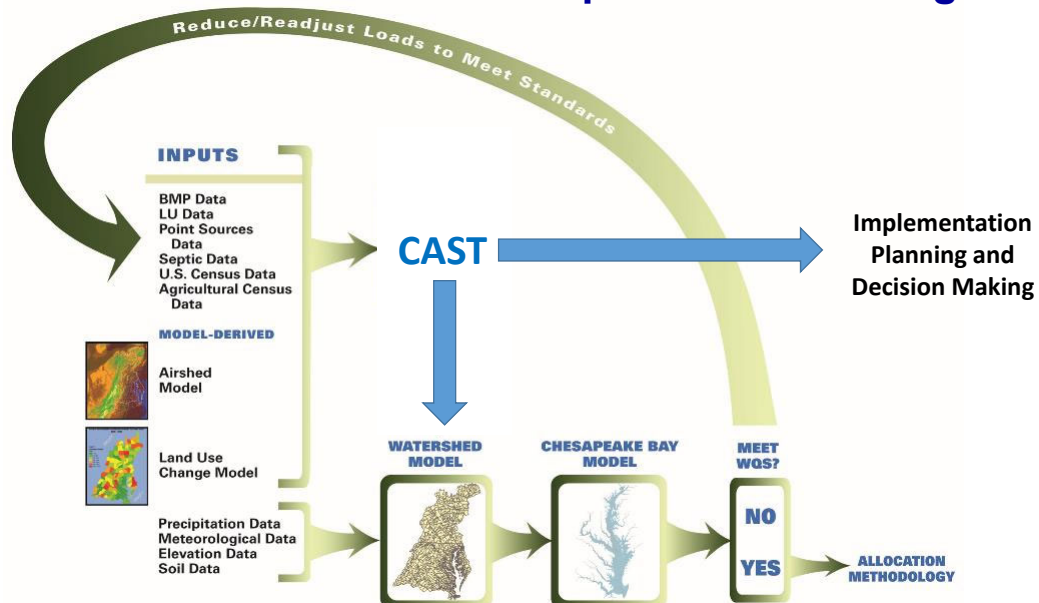 Reduce/Readjust Loads to Meet Standards
INPUTS
BMP Data
LU Data
Point Sources
Data
Septic Data
U.S. Census Data
Agricultural Census
Data
MODEL-DERIVED
Airshed
Model
Land Use
Change Model
Precipitation Data
Meteorological Data
Elevation Data
Soil Data
CAST
Implementation
Planning and
Decision Making
WATERSHED
MODEL
CHESAPEAKE BAY
MODEL
MEET
WQS?
NO
YES
ALLOCATION
METHODOLOGY